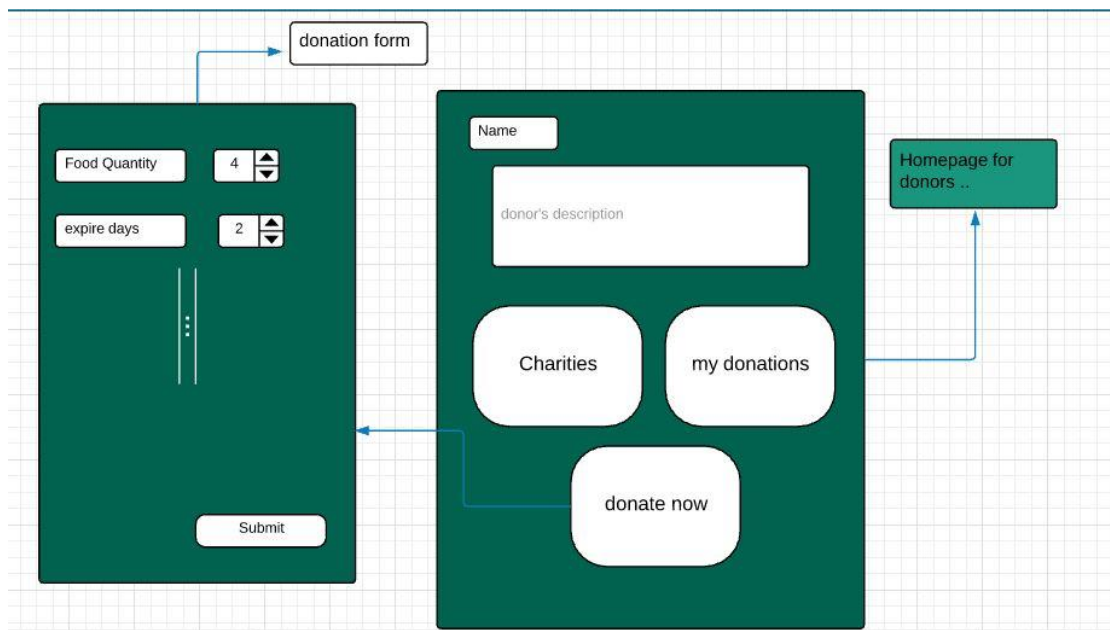 donation form
Food Quantity
4
expire days
2
Submit
Name
donor's description
Charities
my donations
donate now
Homepage for
donors ..